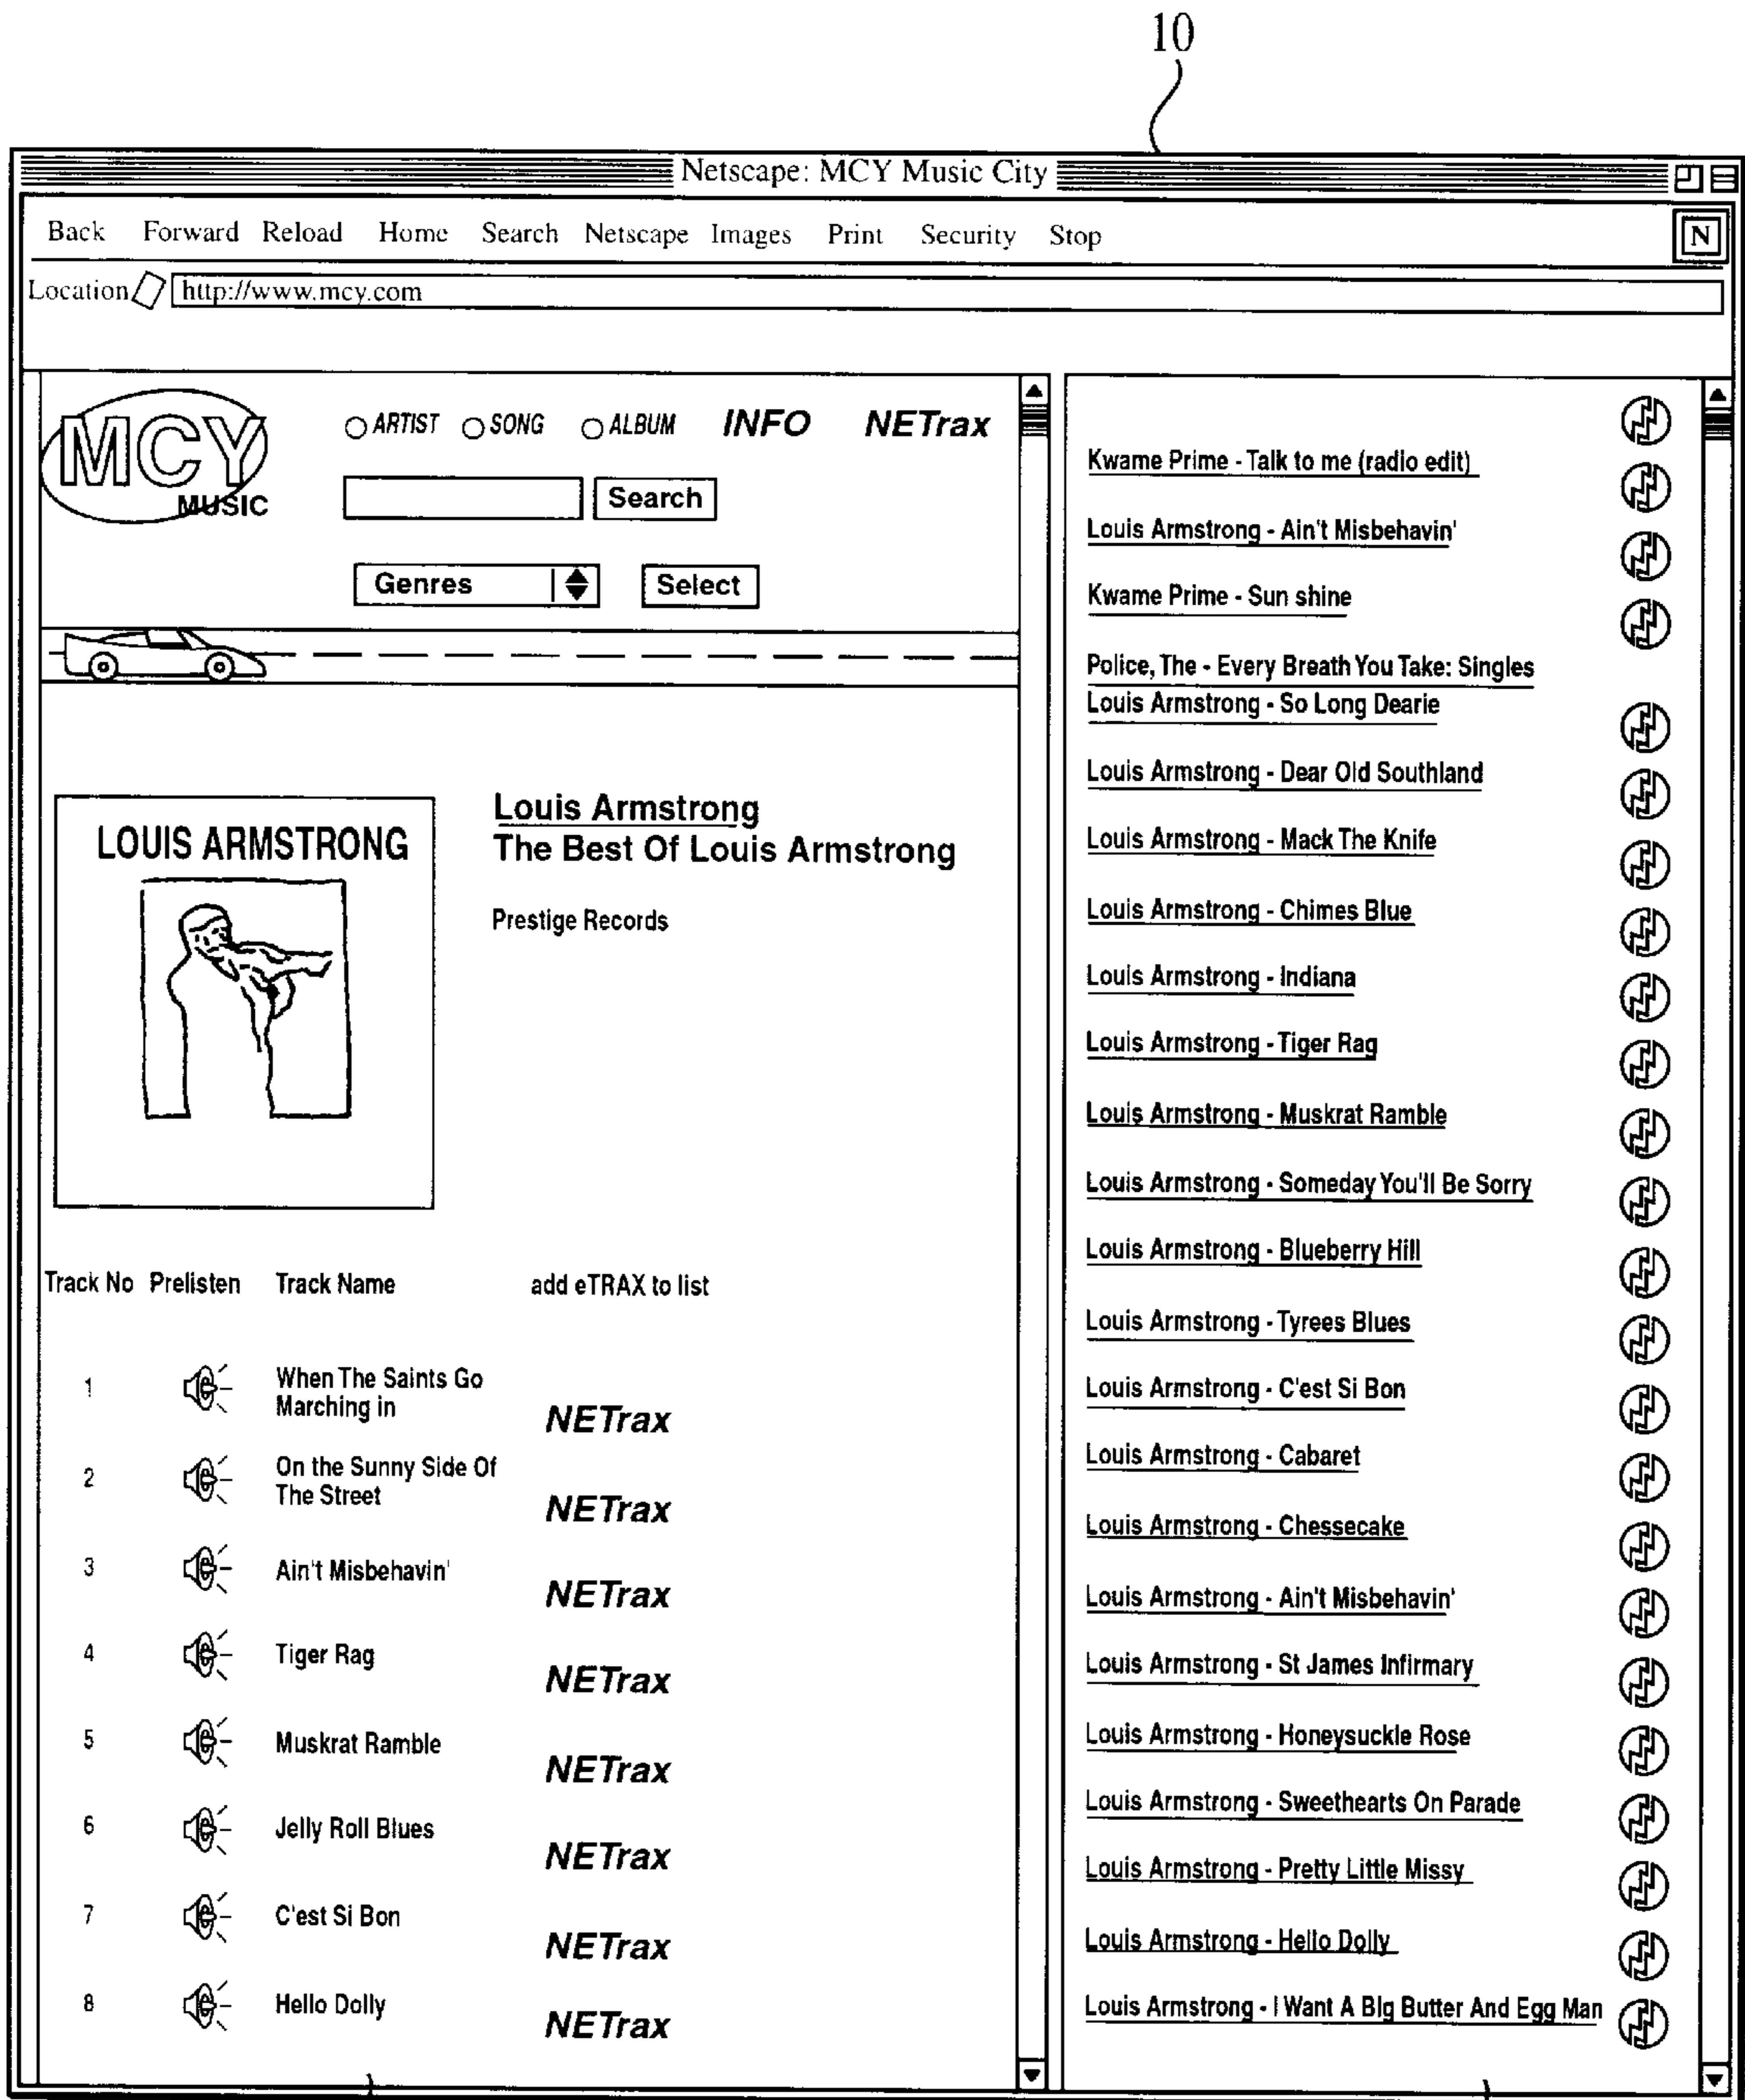 10
Netscape: MCY Music City
Back Forward Reload Home Search Netscape Images Print Security Stop
N
Location http://www.mcy.com
MCY
MUSIC
ARTIST SONG ALBUM INFO NETrax
Search
Genres Select
LOUIS ARMSTRONG
Louis Armstrong
The Best Of Louis Armstrong
Prestige Records
Track No Prelisten Track Name add eTRAX to list
1 When The Saints Go
Marching in
NETrax
2 On the Sunny Side Of
The Street
NETrax
3 Ain't Misbehavin'
NETrax
4 Tiger Rag
NETrax
5 Muskrat Ramble
NETrax
6 Jelly Roll Blues
NETrax
7 C'est Si Bon
NETrax
8 Hello Dolly
NETrax
Kwame Prime - Talk to me (radio edit)
Louis Armstrong - Ain't Misbehavin'
Kwame Prime - Sun shine
Police, The - Every Breath You Take: Singles
Louis Armstrong - So Long Dearie
Louis Armstrong - Dear Old Southland
Louis Armstrong - Mack The Knife
Louis Armstrong - Chimes Blue
Louis Armstrong - Indiana
Louis Armstrong - Tiger Rag
Louis Armstrong - Muskrat Ramble
Louis Armstrong - Someday You'll Be Sorry
Louis Armstrong - Blueberry Hill
Louis Armstrong - Tyrees Blues
Louis Armstrong - C'est Si Bon
Louis Armstrong - Cabaret
Louis Armstrong - Chessecake
Louis Armstrong - Ain't Misbehavin'
Louis Armstrong - St James Infirmary
Louis Armstrong - Honeysuckle Rose
Louis Armstrong - Sweethearts On Parade
Louis Armstrong - Pretty Little Missy
Louis Armstrong - Hello Dolly
Louis Armstrong - I Want A BIg Butter And Egg Man